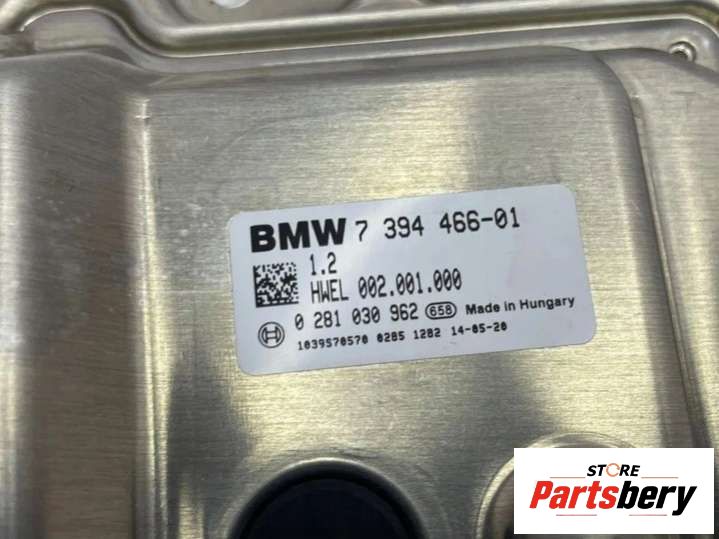 BMW 7 394 466-01
1.2
HWEL 002.001.000
0 281 030 962 658 Made in Hungary
1039S70570 0285 1282 14-05-20
STORE
Partsbery